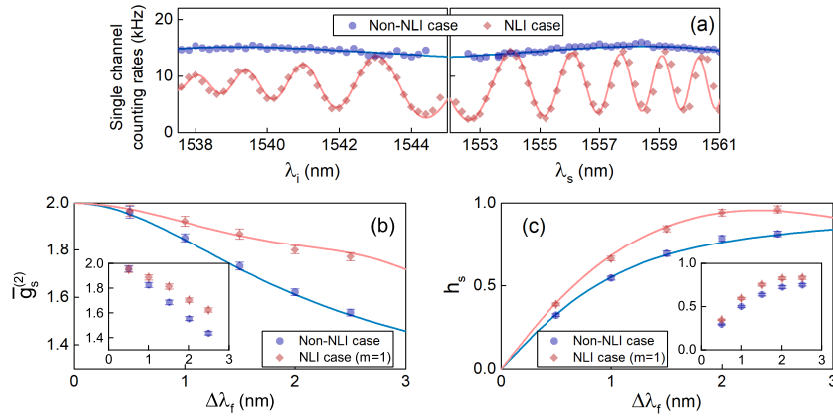 Single channel
counting rates (kHz)
20
15
10
5
0
Non-NLI case
NLI case
(a)
1538
1540
1542
1544
1553
1555
1557
1559
1561
λi (nm)
λs (nm)
g̅s(2)
2.0
1.8
1.6
1.4
(b)
2.0
1.8
1.6
1.4
0
1
2
3
Non-NLI case
NLI case (m=1)
0
1
2
3
Δλf (nm)
hs
1.0
0.5
0.0
(c)
1.0
0.5
0.0
0
1
2
3
Non-NLI case
NLI case (m=1)
0
1
2
3
Δλf (nm)